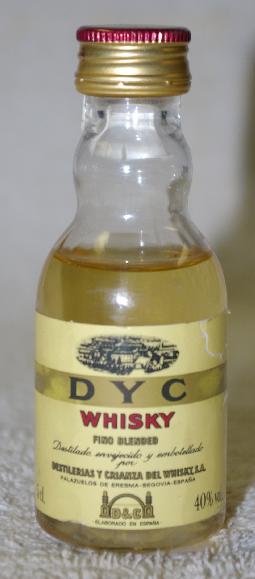 DYC
WHISKY
FINO BLENDED
Destilado envejecido y embotellado
por
DESTILERIAS Y CRIANZA DEL WHISKY, S.A.
PALAZUELOS DE ERESMA-SEGOVIA-ESPAÑA
cl. 40% VOL.
D&C
-ELABORADO EN ESPAÑA-